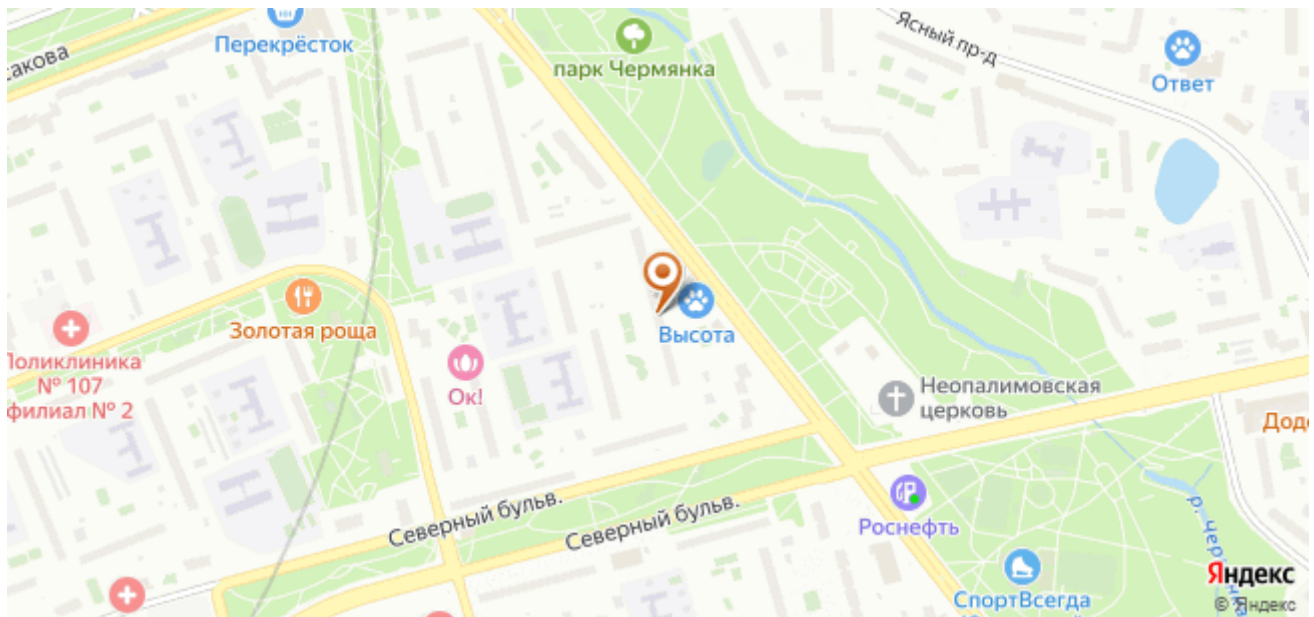 Перекрёсток
сакова
парк Чермянка
Ясный пр-д
Ответ
Высота
Золотая роща
Поликлиника
№ 107
филиал № 2
Ок!
Неопалимовская
церковь
Северный бульв.
Северный бульв.
Роснефть
СпортВсегда
Яндекс
© Яндекс